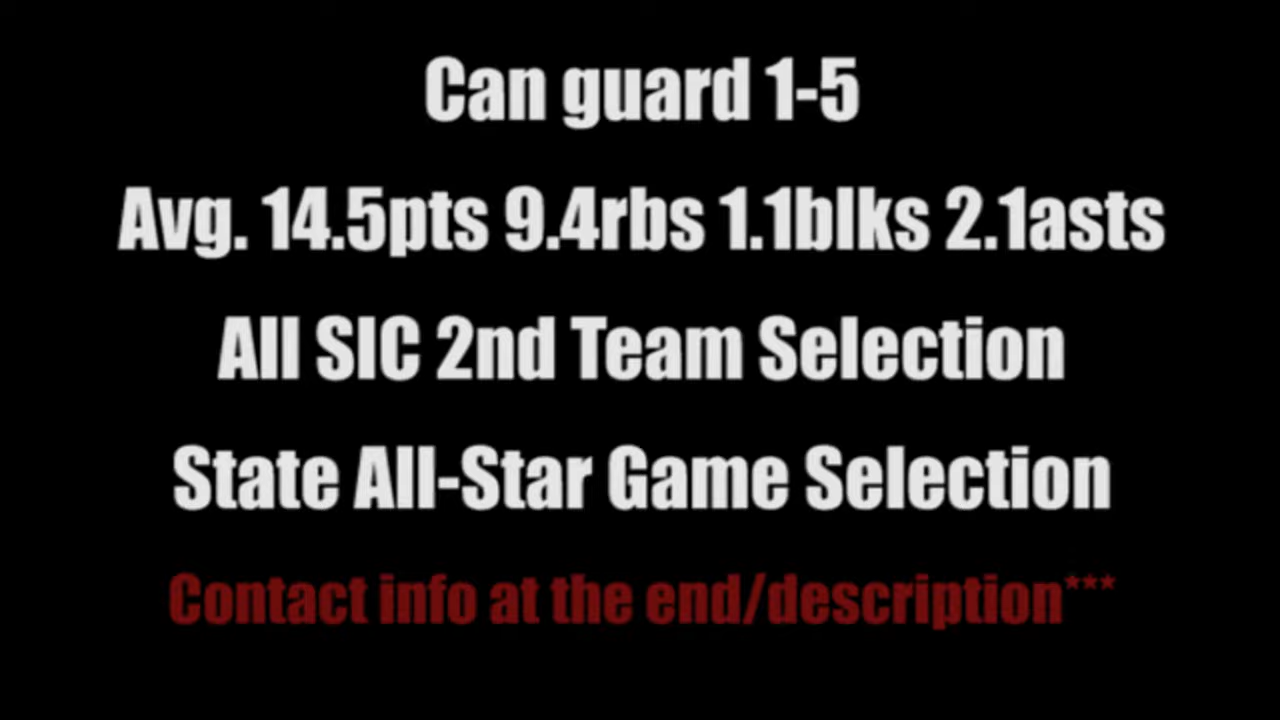 Can guard 1-5
Avg. 14.5pts 9.4rbs 1.1blks 2.1asts
All SIC 2nd Team Selection
State All-Star Game Selection
Contact info at the end/description***